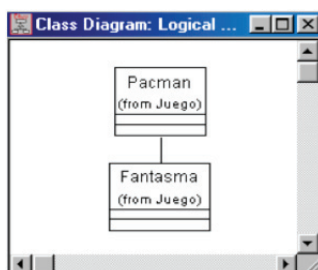 Class Diagram: Logical ...
Pacman
(from Juego)
Fantasma
(from Juego)